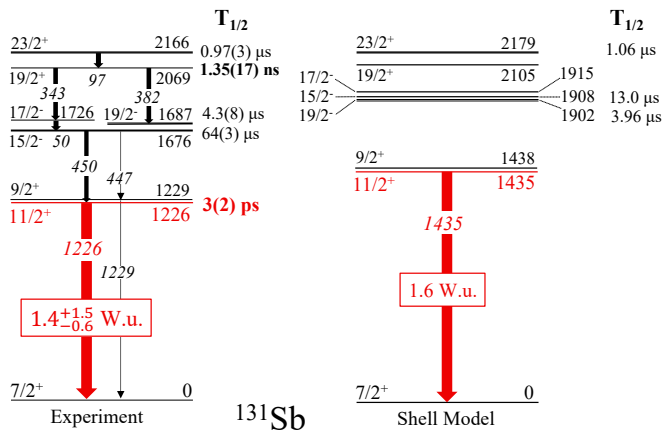 T1/2
23/2+ 2166 0.97(3) μs
19/2+ 97 2069 1.35(17) ns
343 382
17/2- 1726 19/2- 1687 4.3(8) μs
15/2- 50 1676 64(3) μs
450 447
9/2+ 1229
11/2+ 1226 3(2) ps
1226
1229
1.4 +1.5 -0.6 W.u.
7/2+ 0
Experiment
131Sb
T1/2
23/2+ 2179 1.06 μs
19/2+ 2105
17/2- 1915
15/2- 1908 13.0 μs
19/2- 1902 3.96 μs
9/2+ 1438
11/2+ 1435
1435
1.6 W.u.
7/2+ 0
Shell Model